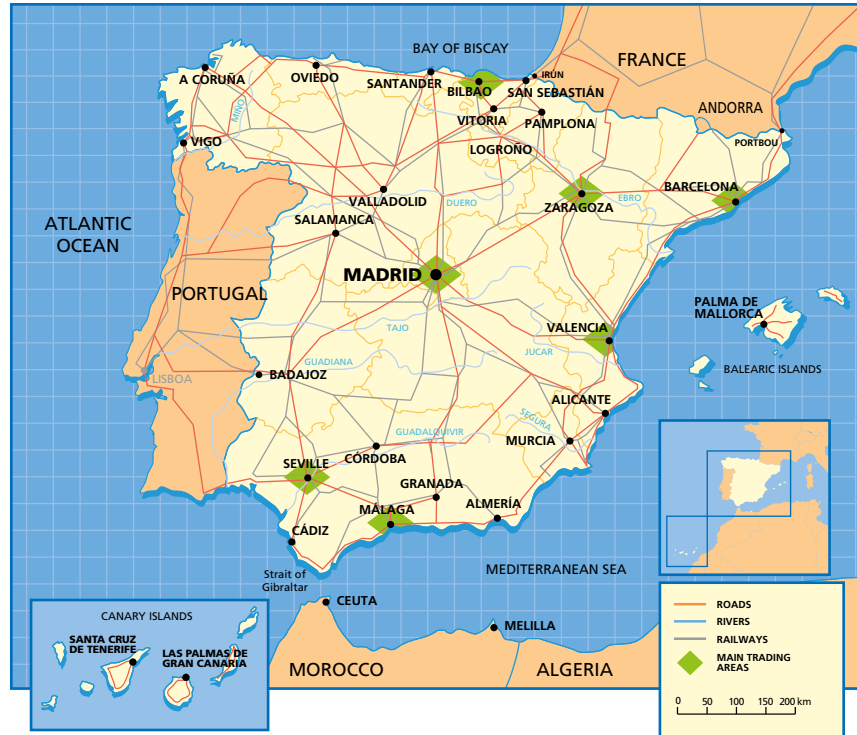 BAY OF BISCAY
FRANCE
A CORUÑA
OVIEDO
SANTANDER
BILBAO
IRÚN
SAN SEBASTIÁN
VITORIA
PAMPLONA
ANDORRA
MIÑO
VIGO
LOGROÑO
PORTBOU
VALLADOLID
DUERO
ZARAGOZA
EBRO
BARCELONA
SALAMANCA
ATLANTIC
OCEAN
MADRID
PORTUGAL
PALMA DE
MALLORCA
TAJO
VALENCIA
JUCAR
BALEARIC ISLANDS
LISBOA
BADAJOZ
GUADIANA
ALICANTE
SEGURA
MURCIA
GUADALQUIVIR
CÓRDOBA
SEVILLE
GRANADA
MÁLAGA
ALMERÍA
CÁDIZ
Strait of
Gibraltar
MEDITERRANEAN SEA
CEUTA
MELILLA
MOROCCO
ALGERIA
CANARY ISLANDS
SANTA CRUZ
DE TENERIFE
LAS PALMAS DE
GRAN CANARIA
ROADS
RIVERS
RAILWAYS
MAIN TRADING
AREAS
0 50 100 150 200 km